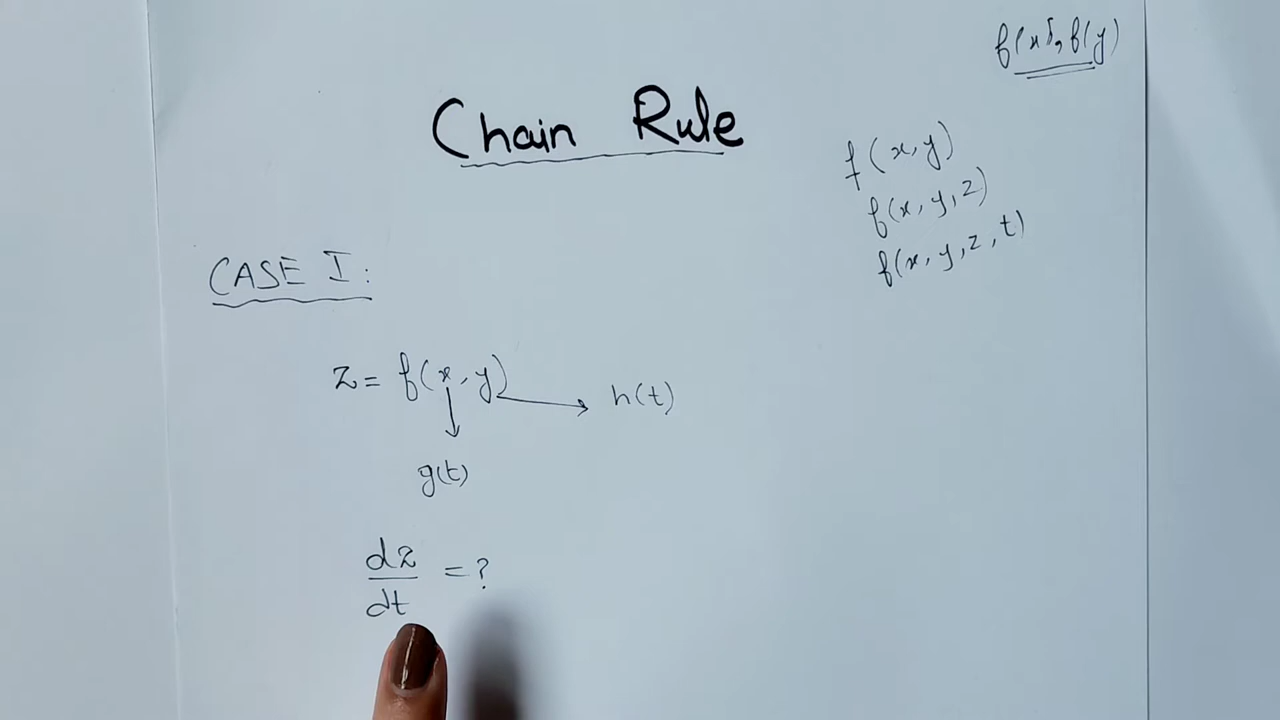 f(x), f(y)
Chain Rule
f(x,y)
f(x,y,z)
f(x,y,z,t)
CASE I:
z = f(x,y) → h(t)
↓
g(t)
dz/dt = ?